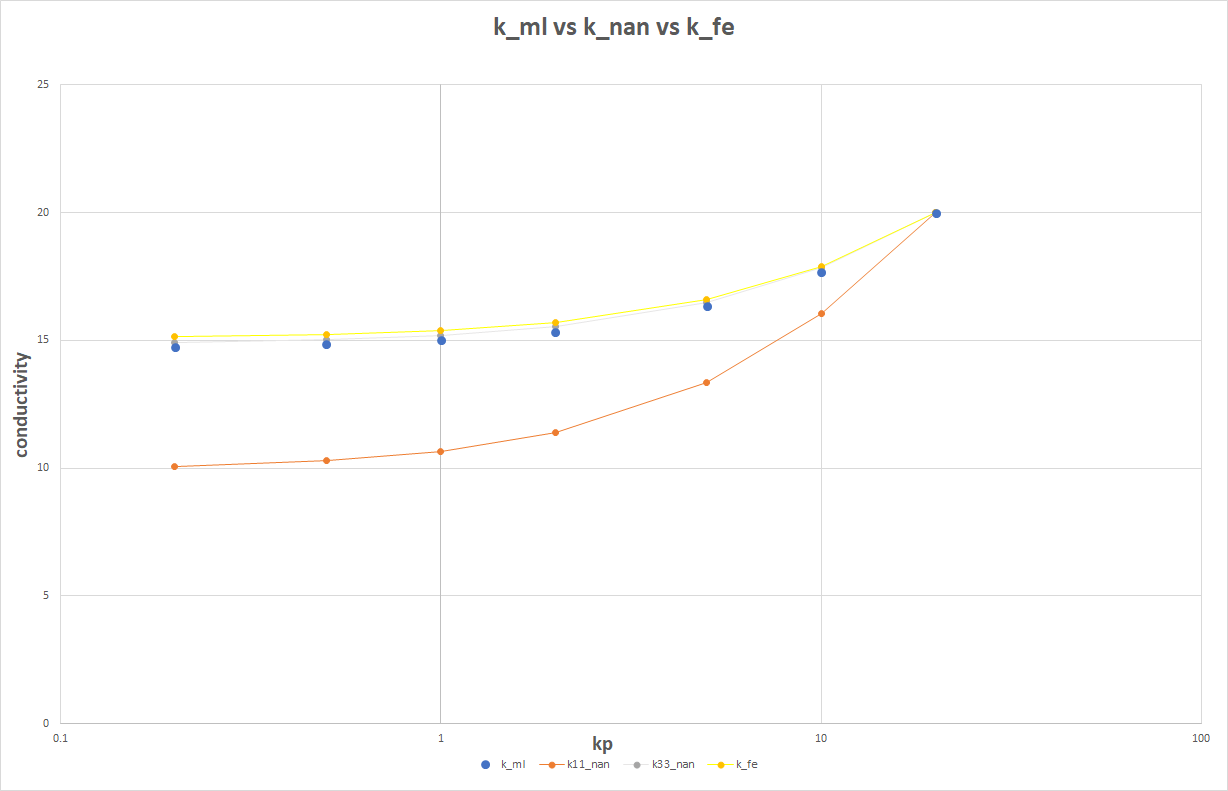 k_ml vs k_nan vs k_fe
25
20
15
10
5
0
conductivity
0.1 1 10 100
kp
k_ml k11_nan k33_nan k_fe